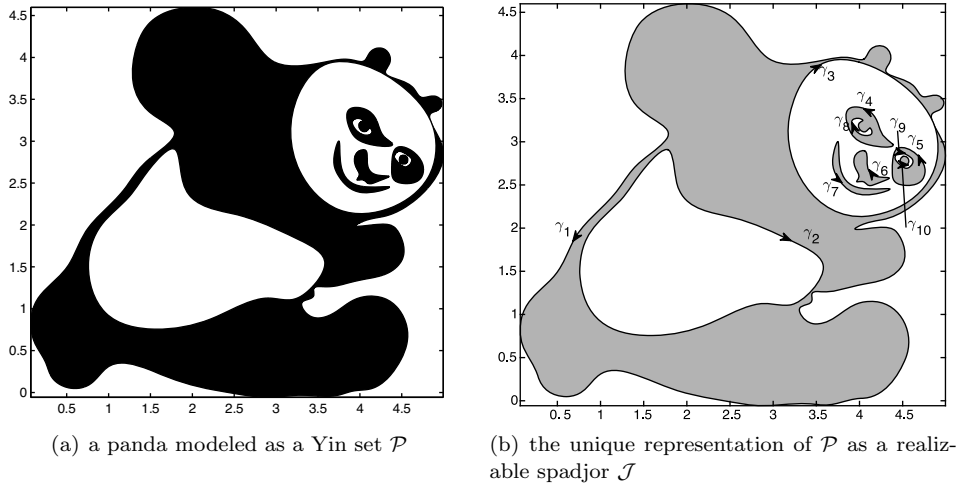 4.5
4
3.5
3
2.5
2
1.5
1
0.5
0
0.5 1 1.5 2 2.5 3 3.5 4 4.5
(a) a panda modeled as a Yin set 𝒫
4.5
4
3.5
3
2.5
2
1.5
1
0.5
0
γ3
γ4
γ9
γ8
γ5
γ6
γ7
γ1
γ2
γ10
0.5 1 1.5 2 2.5 3 3.5 4 4.5
(b) the unique representation of 𝒫 as a realiz-
able spadjor 𝒥